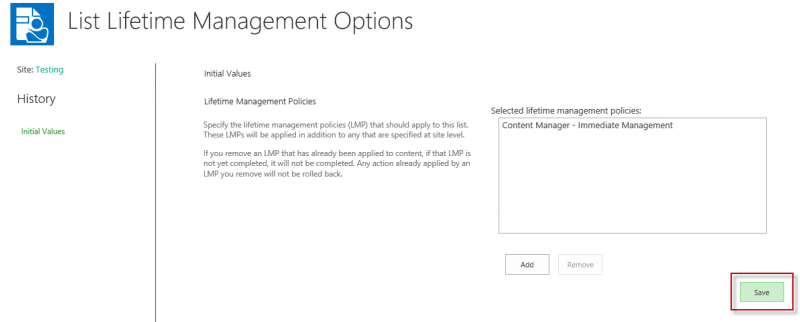 List Lifetime Management Options
Site: Testing
History
Initial Values
Initial Values
Lifetime Management Policies
Specify the lifetime management policies (LMP) that should apply to this list.
These LMPs will be applied in addition to any that are specified at site level.
If you remove an LMP that has already been applied to content, if that LMP is
not yet completed, it will not be completed. Any action already applied by an
LMP you remove will not be rolled back.
Selected lifetime management policies:
Content Manager - Immediate Management
Add
Remove
Save